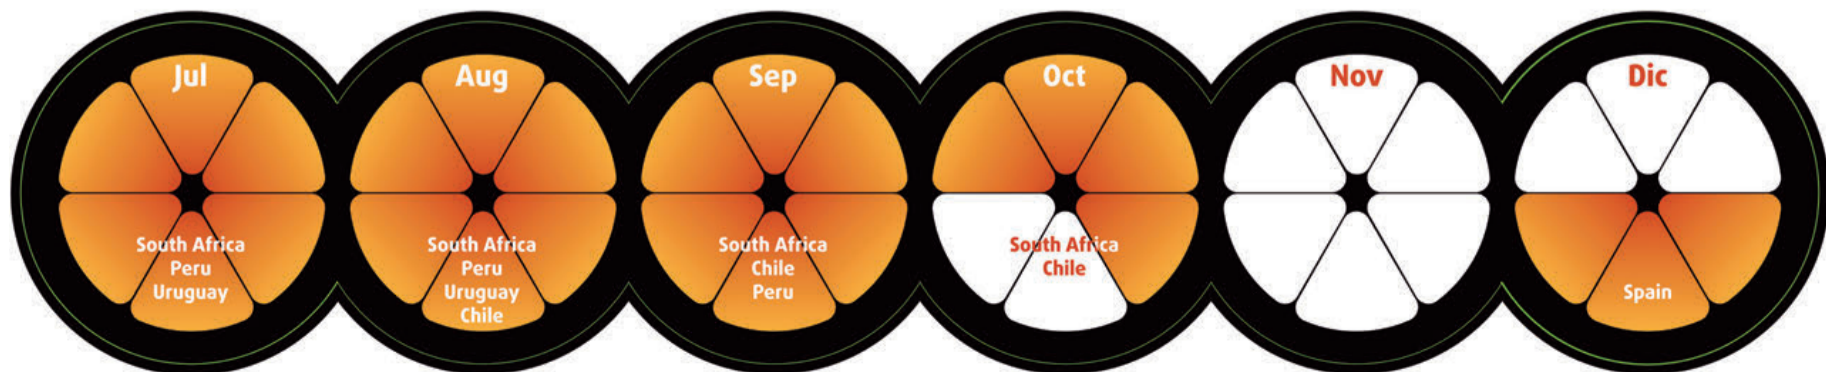 Jul
South Africa
Peru
Uruguay
Aug
South Africa
Peru
Uruguay
Chile
Sep
South Africa
Chile
Peru
Oct
South Africa
Chile
Nov
Dic
Spain